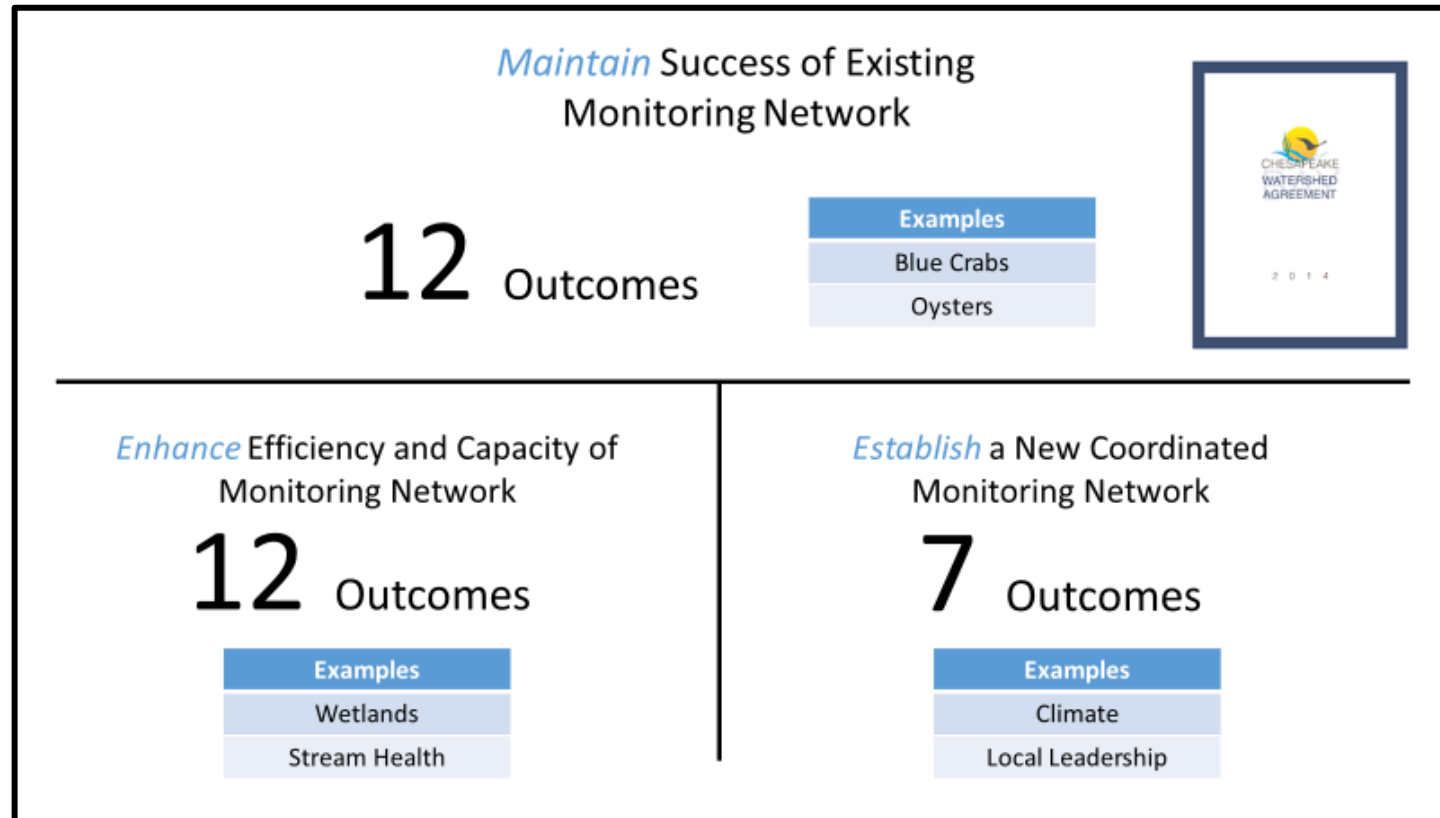 Maintain Success of Existing
Monitoring Network
CHESAPEAKE
WATERSHED
AGREEMENT
2 0 1 4
12 Outcomes
Examples
Blue Crabs
Oysters
Enhance Efficiency and Capacity of
Monitoring Network
12 Outcomes
Examples
Wetlands
Stream Health
Establish a New Coordinated
Monitoring Network
7 Outcomes
Examples
Climate
Local Leadership